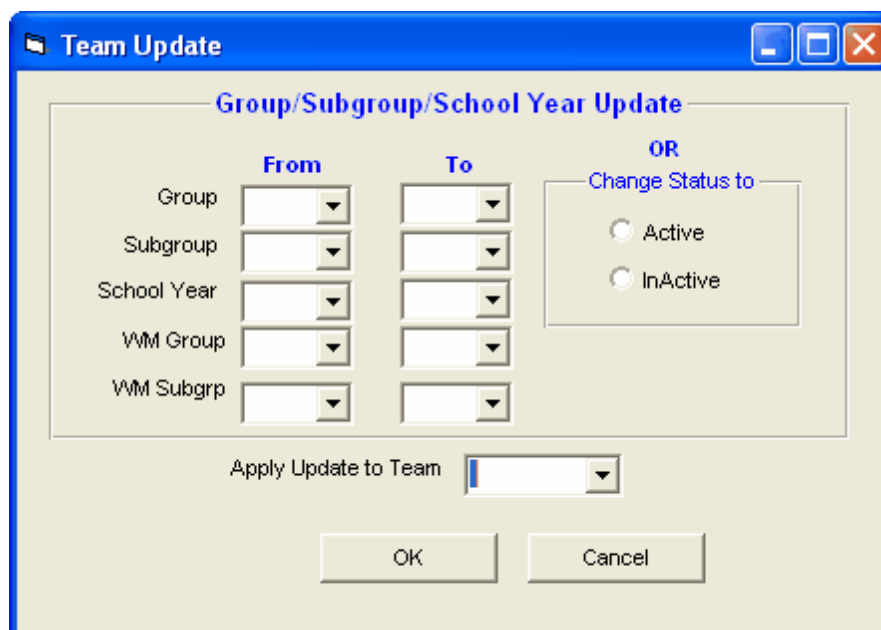 Team Update
Group/Subgroup/School Year Update
From To OR
Change Status to
Group
Active
Subgroup
InActive
School Year
WM Group
WM Subgrp
Apply Update to Team
OK Cancel